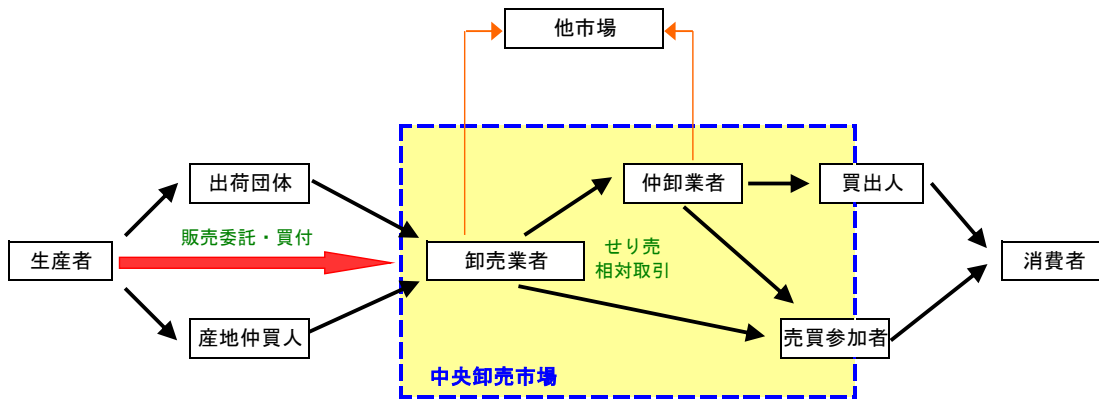 他市場
出荷団体
仲卸業者
買出人
販売委託・買付
生産者
卸売業者
せり売
相対取引
消費者
産地仲買人
売買参加者
中央卸売市場